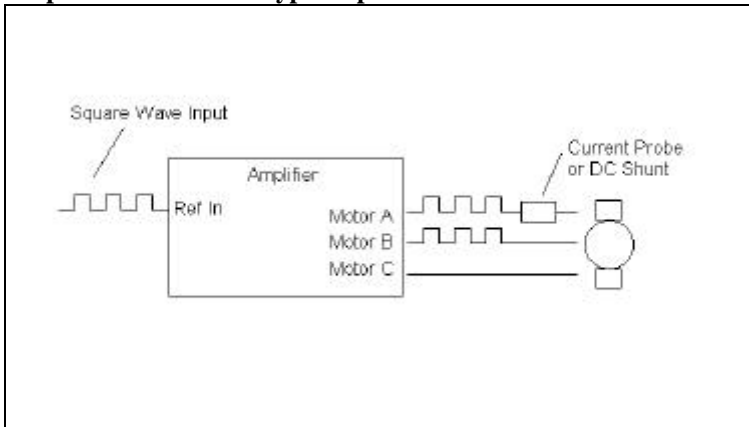 Square Wave Input
Current Probe
or DC Shunt
Amplifier
Ref In
Motor A
Motor B
Motor C